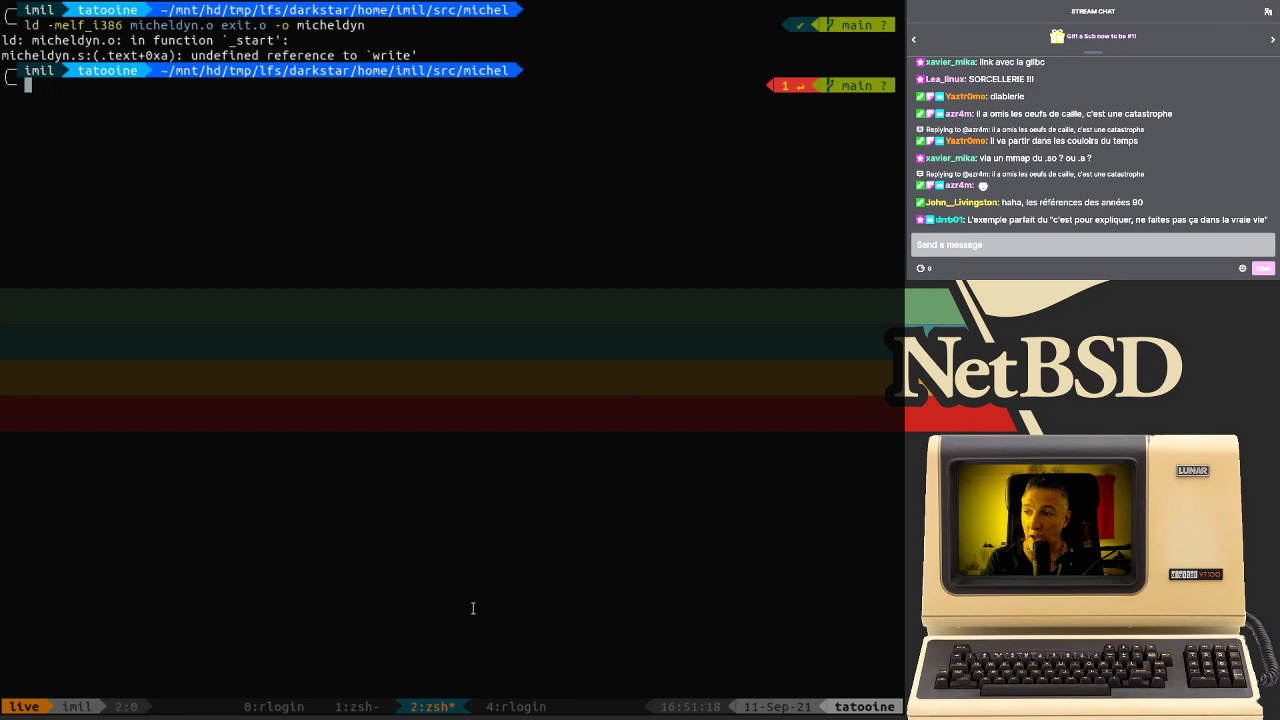 imil tatooine ~/mnt/hd/tmp/lfs/darkstar/home/imil/src/michel
ld -melf_i386 micheldyn.o exit.o -o micheldyn ✔ main ?
ld: micheldyn.o: in function `_start':
micheldyn.s:(.text+0xa): undefined reference to `write'
imil tatooine ~/mnt/hd/tmp/lfs/darkstar/home/imil/src/michel
1 ↵ main ?
STREAM CHAT
Gift a Sub now to be #1!
xavier_mika: link avec la glibc
Lea_linux: SORCELLERIE !!!
Yaztr0mo: diablerie
azr4m: il a omis les oeufs de caille, c'est une catastrophe
Replying to @azr4m: il a omis les oeufs de caille, c'est une catastrophe
Yaztr0mo: il va partir dans les couloirs du temps
xavier_mika: via un mmap du .so ? ou .a ?
Replying to @azr4m: il a omis les oeufs de caille, c'est une catastrophe
azr4m:
John__Livingston: haha, les références des années 90
drrb01: L'exemple parfait du "c'est pour expliquer, ne faites pas ça dans la vraie vie"
Send a message
0
Chat
NetBSD
LUNAR
digital VT100
live imil 2:0 0:rlogin 1:zsh- 2:zsh* 4:rlogin 16:51:18 11-Sep-21 tatooine